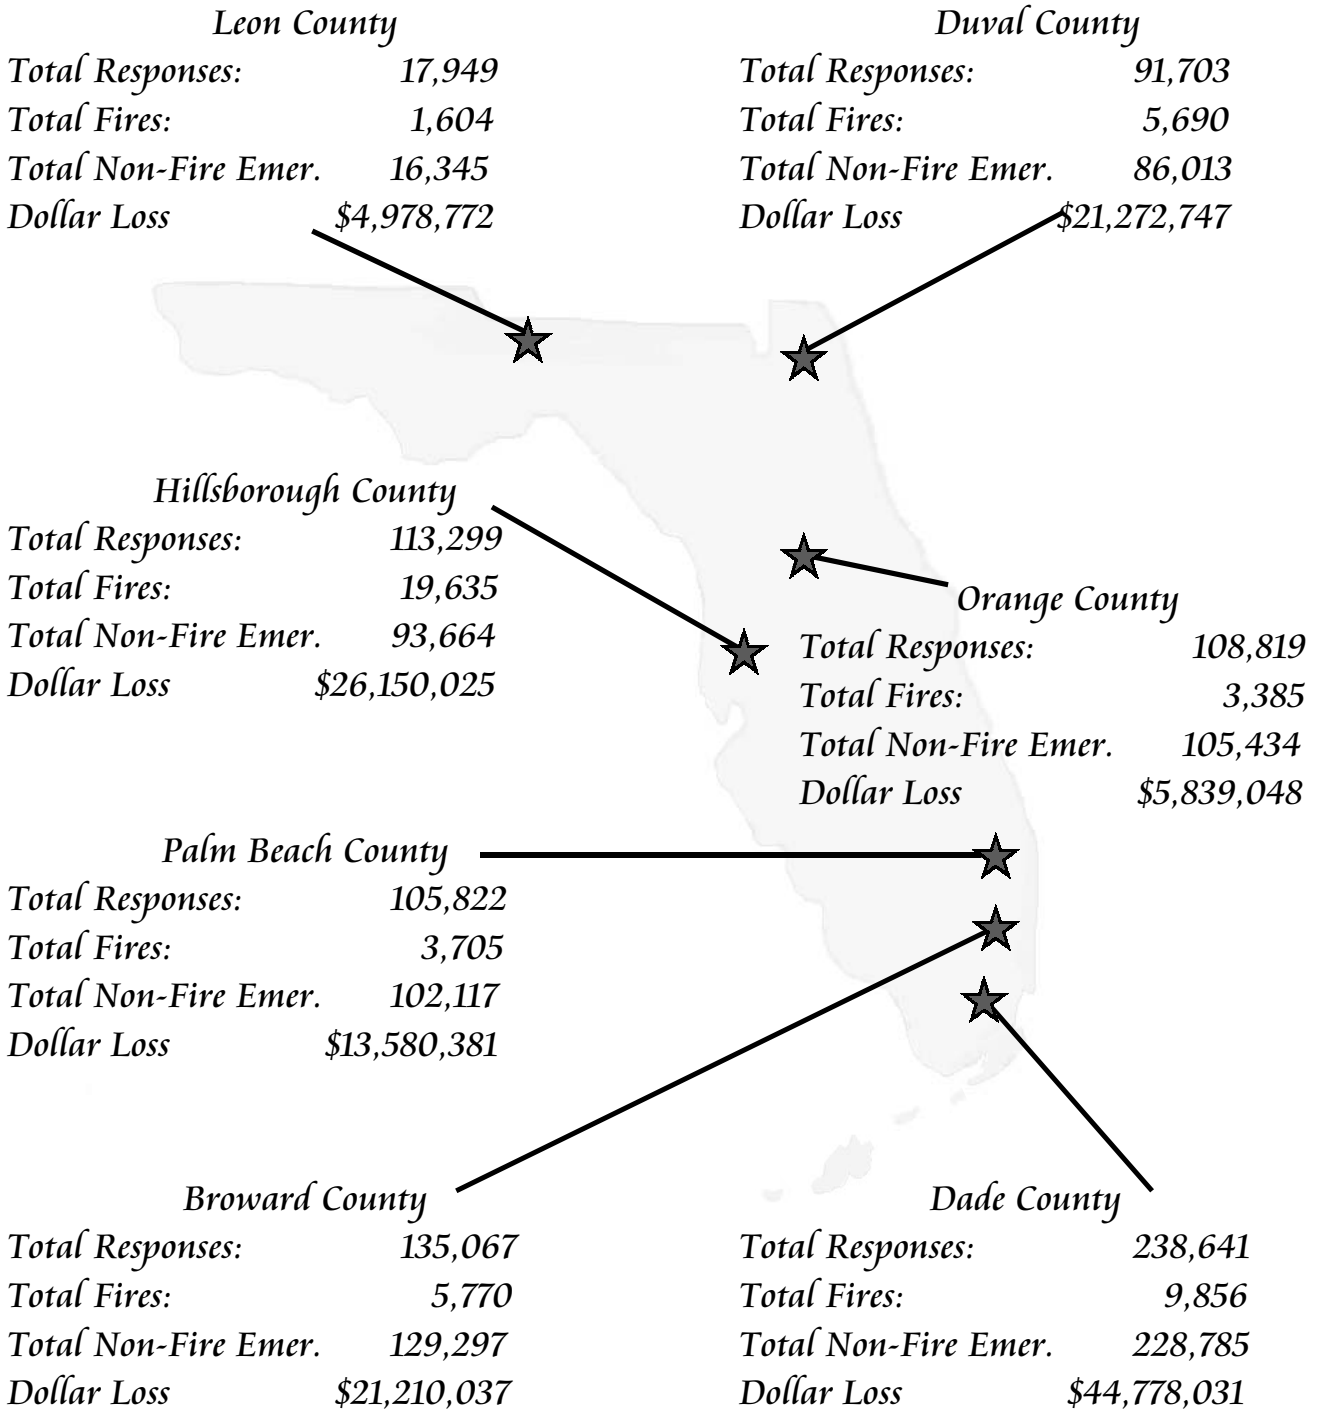 Leon County
Total Responses: 17,949
Total Fires: 1,604
Total Non-Fire Emer. 16,345
Dollar Loss $4,978,772
Duval County
Total Responses: 91,703
Total Fires: 5,690
Total Non-Fire Emer. 86,013
Dollar Loss $21,272,747
Hillsborough County
Total Responses: 113,299
Total Fires: 19,635
Total Non-Fire Emer. 93,664
Dollar Loss $26,150,025
Orange County
Total Responses: 108,819
Total Fires: 3,385
Total Non-Fire Emer. 105,434
Dollar Loss $5,839,048
Palm Beach County
Total Responses: 105,822
Total Fires: 3,705
Total Non-Fire Emer. 102,117
Dollar Loss $13,580,381
Broward County
Total Responses: 135,067
Total Fires: 5,770
Total Non-Fire Emer. 129,297
Dollar Loss $21,210,037
Dade County
Total Responses: 238,641
Total Fires: 9,856
Total Non-Fire Emer. 228,785
Dollar Loss $44,778,031